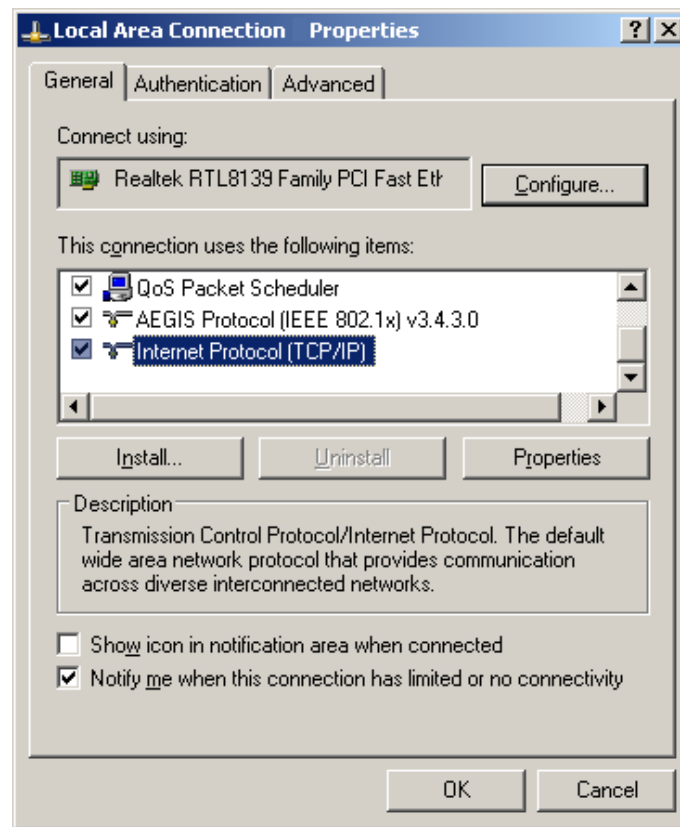 Local Area Connection Properties
General Authentication Advanced
Connect using:
Realtek RTL8139 Family PCI Fast Eth
Configure...
This connection uses the following items:
QoS Packet Scheduler
AEGIS Protocol (IEEE 802.1x) v3.4.3.0
Internet Protocol (TCP/IP)
Install... Uninstall Properties
Description
Transmission Control Protocol/Internet Protocol. The default
wide area network protocol that provides communication
across diverse interconnected networks.
Show icon in notification area when connected
Notify me when this connection has limited or no connectivity
OK Cancel